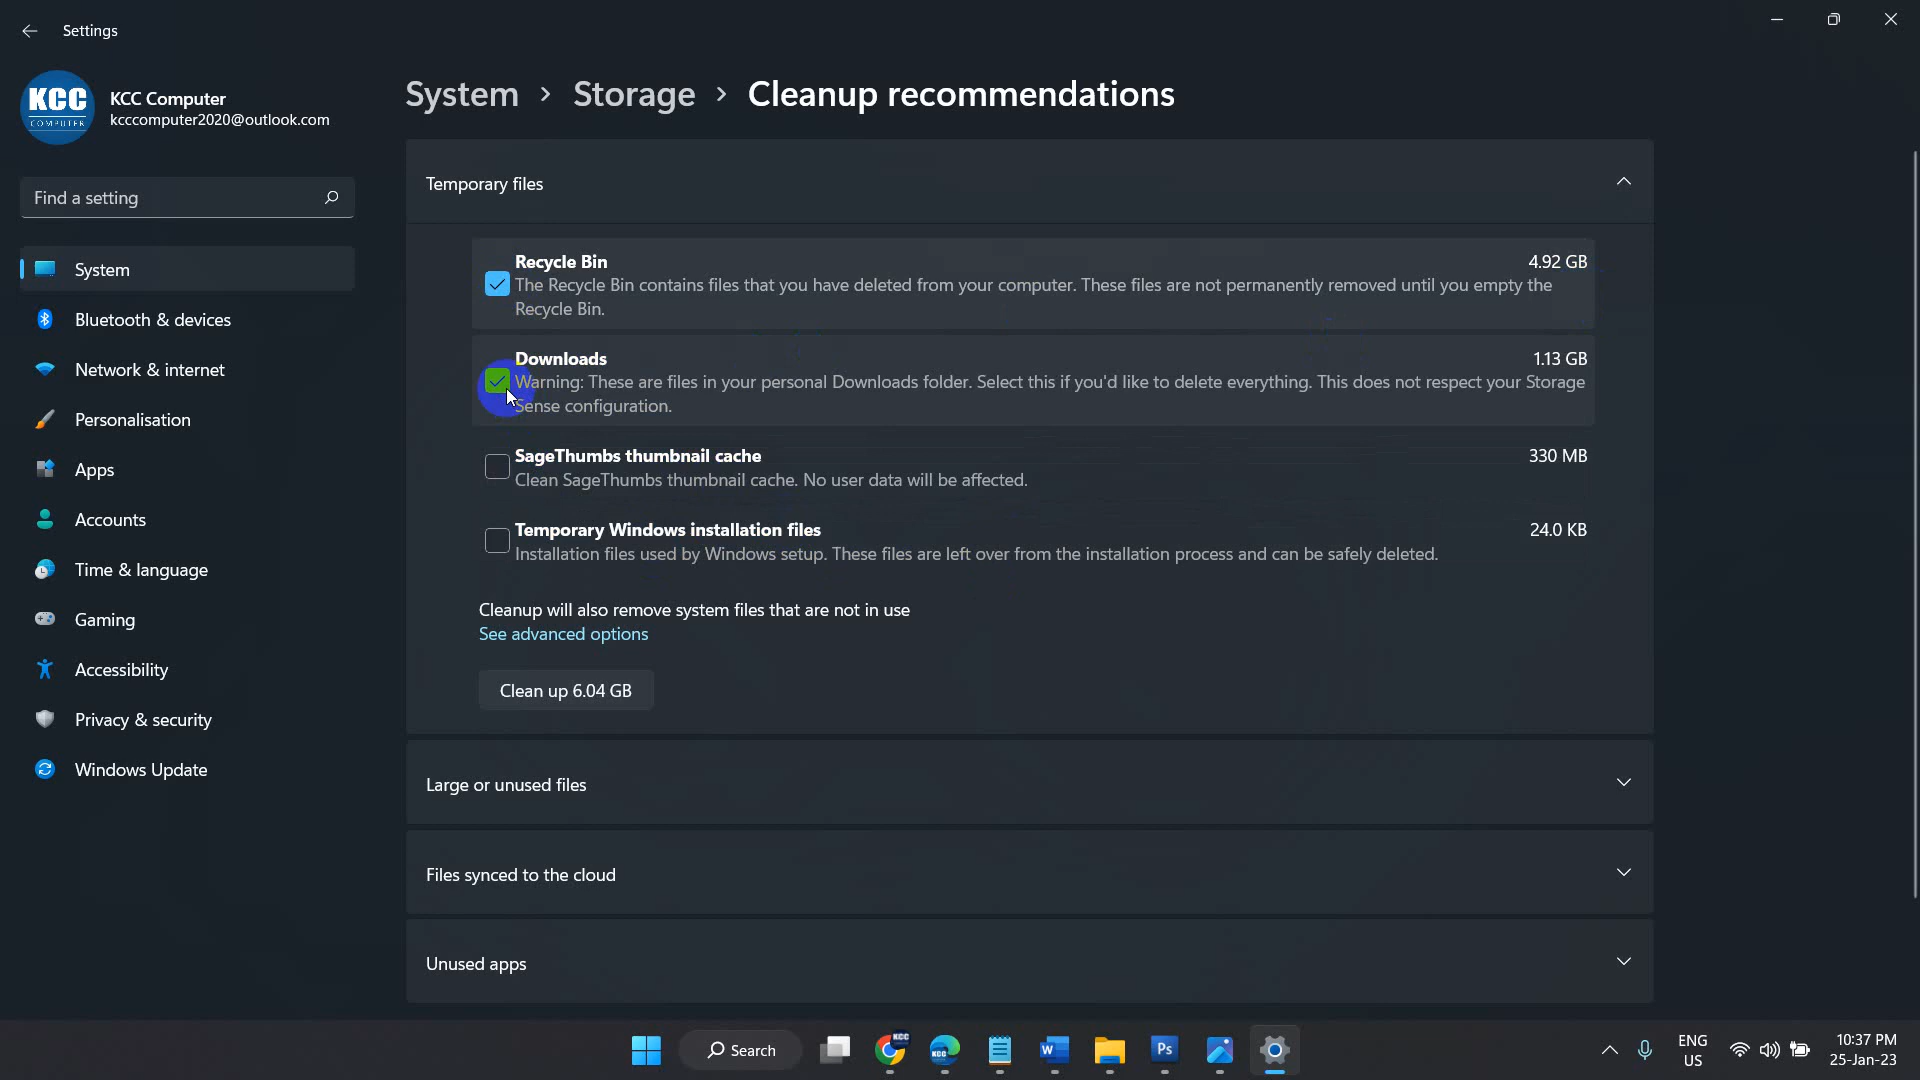 Settings
KCC
COMPUTER
KCC Computer
kcccomputer2020@outlook.com
Find a setting
System
Bluetooth & devices
Network & internet
Personalisation
Apps
Accounts
Time & language
Gaming
Accessibility
Privacy & security
Windows Update
System > Storage > Cleanup recommendations
Temporary files
Recycle Bin 4.92 GB
The Recycle Bin contains files that you have deleted from your computer. These files are not permanently removed until you empty the
Recycle Bin.
Downloads 1.13 GB
Warning: These are files in your personal Downloads folder. Select this if you'd like to delete everything. This does not respect your Storage
Sense configuration.
SageThumbs thumbnail cache 330 MB
Clean SageThumbs thumbnail cache. No user data will be affected.
Temporary Windows installation files 24.0 KB
Installation files used by Windows setup. These files are left over from the installation process and can be safely deleted.
Cleanup will also remove system files that are not in use
See advanced options
Clean up 6.04 GB
Large or unused files
Files synced to the cloud
Unused apps
Search
KCC
KCC
W
Ps
ENG
US
10:37 PM
25-Jan-23